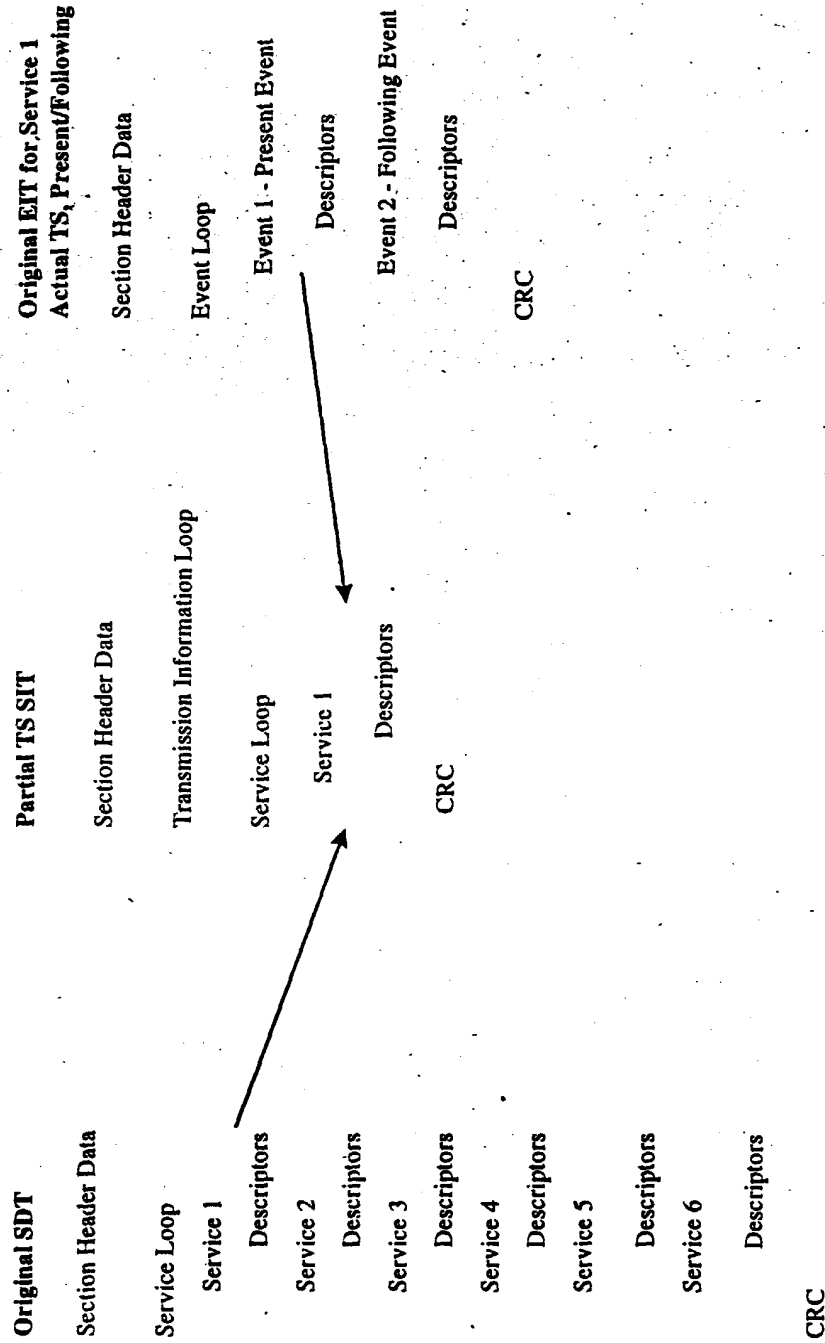 Original SDT
Section Header Data
Service Loop
Service 1
Descriptors
Service 2
Descriptors
Service 3
Descriptors
Service 4
Descriptors
Service 5
Descriptors
Service 6
Descriptors
CRC
Partial TS SIT
Section Header Data
Transmission Information Loop
Service Loop
Service 1
Descriptors
CRC
Original EIT for Service 1
Actual TS, Present/Following
Section Header Data
Event Loop
Event 1 - Present Event
Descriptors
Event 2 - Following Event
Descriptors
CRC